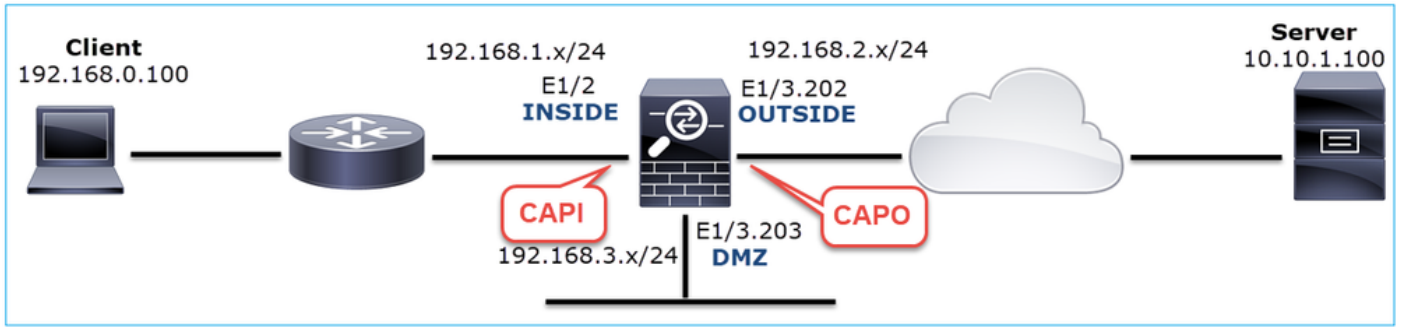 Client
192.168.0.100
192.168.1.x/24
E1/2
INSIDE
192.168.2.x/24
E1/3.202
OUTSIDE
Server
10.10.1.100
CAPI
CAPO
E1/3.203
192.168.3.x/24
DMZ